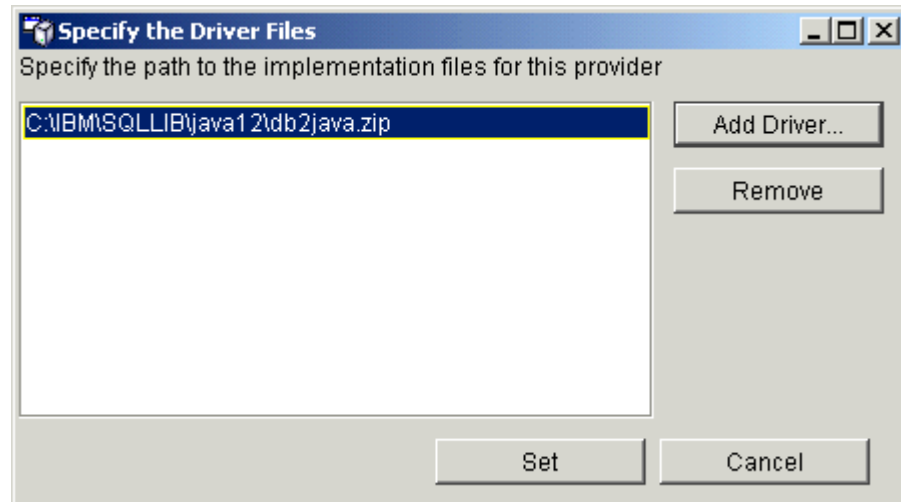 Specify the Driver Files
Specify the path to the implementation files for this provider
C:\IBM\SQLLIB\java12\db2java.zip
Add Driver...
Remove
Set
Cancel